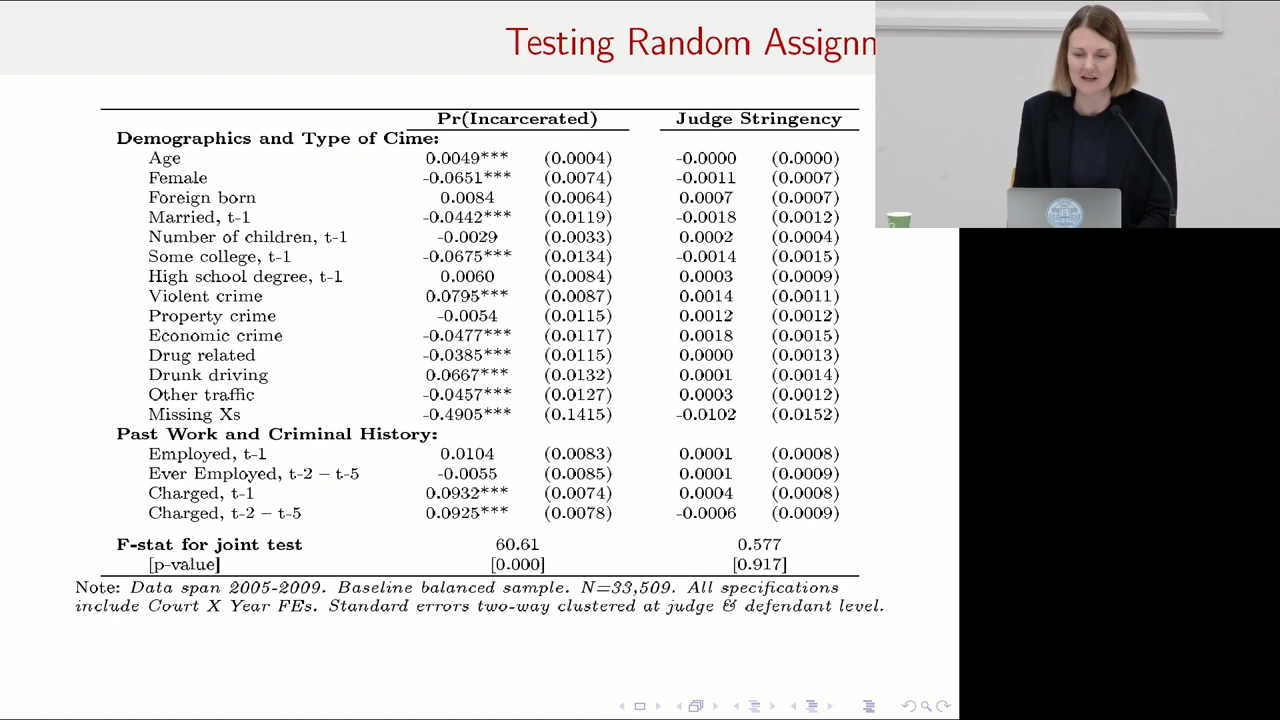 Testing Random Assignn
Pr(Incarcerated) Judge Stringency
Demographics and Type of Cime:
Age 0.0049*** (0.0004) -0.0000 (0.0000)
Female -0.0651*** (0.0074) -0.0011 (0.0007)
Foreign born 0.0084 (0.0064) 0.0007 (0.0007)
Married, t-1 -0.0442*** (0.0119) -0.0018 (0.0012)
Number of children, t-1 -0.0029 (0.0033) 0.0002 (0.0004)
Some college, t-1 -0.0675*** (0.0134) -0.0014 (0.0015)
High school degree, t-1 0.0060 (0.0084) 0.0003 (0.0009)
Violent crime 0.0795*** (0.0087) 0.0014 (0.0011)
Property crime -0.0054 (0.0115) 0.0012 (0.0012)
Economic crime -0.0477*** (0.0117) 0.0018 (0.0015)
Drug related -0.0385*** (0.0115) 0.0000 (0.0013)
Drunk driving 0.0667*** (0.0132) 0.0001 (0.0014)
Other traffic -0.0457*** (0.0127) 0.0003 (0.0012)
Missing Xs -0.4905*** (0.1415) -0.0102 (0.0152)
Past Work and Criminal History:
Employed, t-1 0.0104 (0.0083) 0.0001 (0.0008)
Ever Employed, t-2 – t-5 -0.0055 (0.0085) 0.0001 (0.0009)
Charged, t-1 0.0932*** (0.0074) 0.0004 (0.0008)
Charged, t-2 – t-5 0.0925*** (0.0078) -0.0006 (0.0009)
F-stat for joint test 60.61 0.577
[p-value] [0.000] [0.917]
Note: Data span 2005-2009. Baseline balanced sample. N=33,509. All specifications
include Court X Year FEs. Standard errors two-way clustered at judge & defendant level.